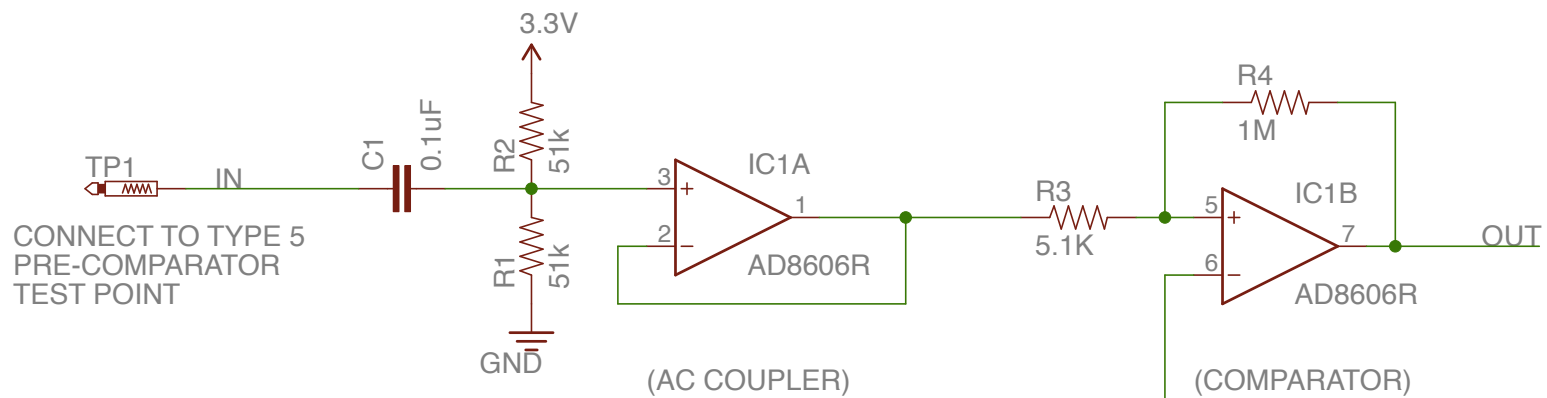 3.3V
R2
51k
C1
0.1uF
TP1
IN
CONNECT TO TYPE 5
PRE-COMPARATOR
TEST POINT
R1
51k
GND
3
+
2
−
1
IC1A
AD8606R
(AC COUPLER)
R3
5.1K
R4
1M
5
+
6
−
7
IC1B
AD8606R
OUT
(COMPARATOR)